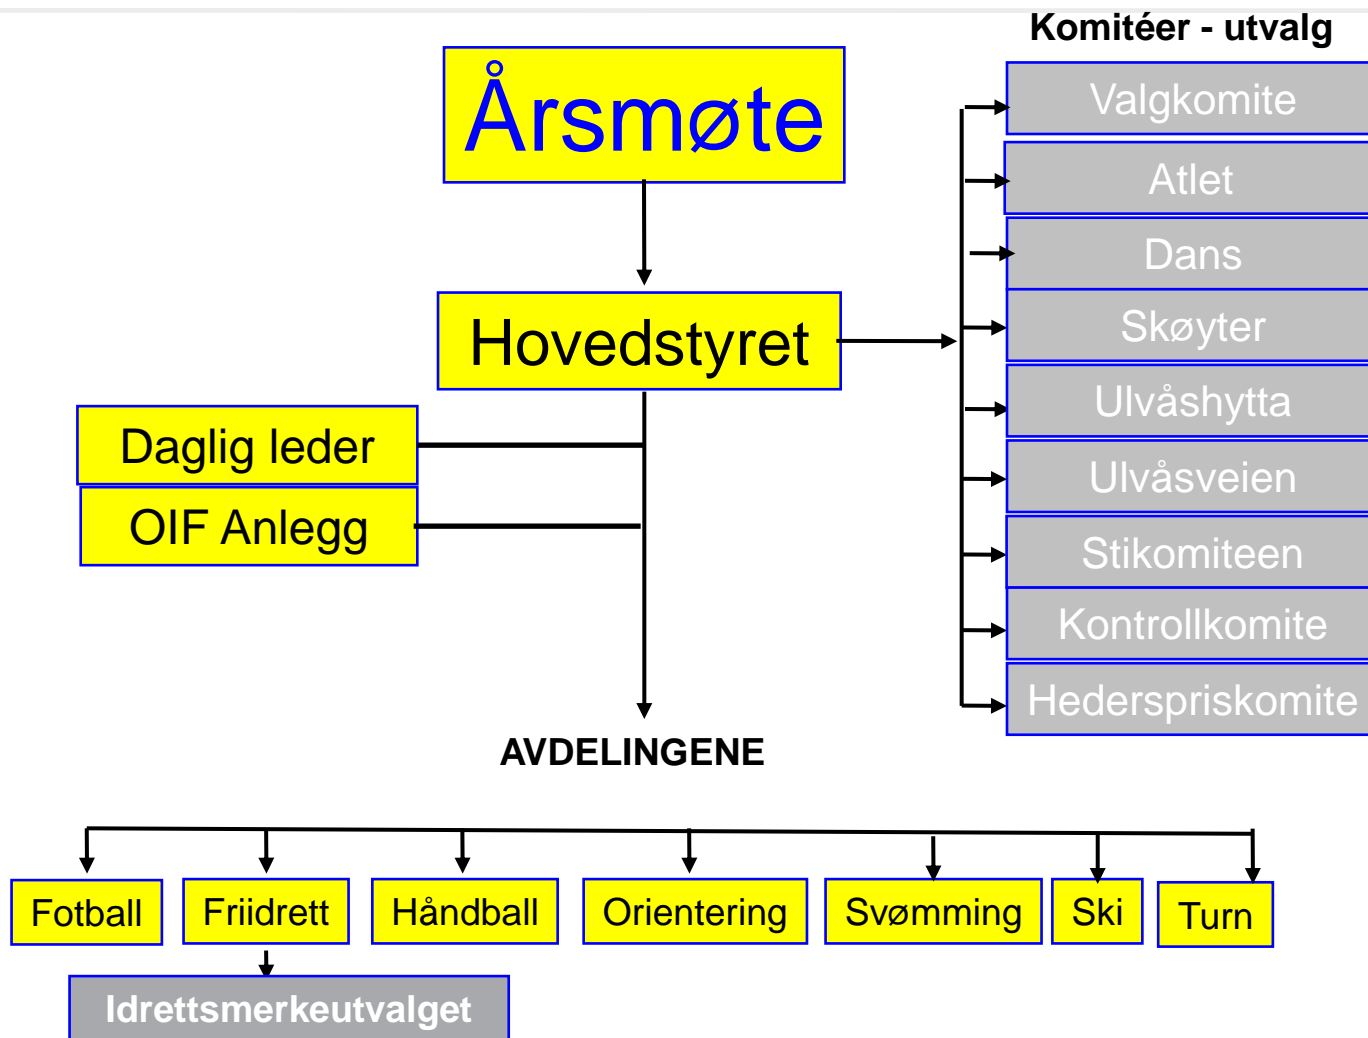 Komitéer - utvalg
Årsmøte
Valgkomite
Atlet
Dans
Hovedstyret
Skøyter
Ulvåshytta
Daglig leder
Ulvåsveien
OIF Anlegg
Stikomiteen
Kontrollkomite
Hederspriskomite
AVDELINGENE
Fotball
Friidrett
Håndball
Orientering
Svømming
Ski
Turn
Idrettsmerkeutvalget